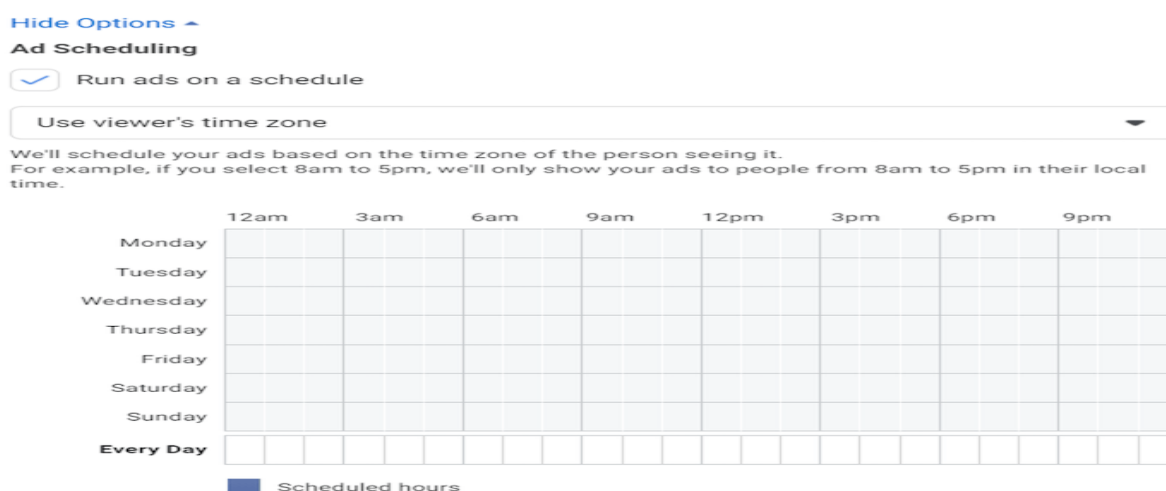 Hide Options
Ad Scheduling
Run ads on a schedule
Use viewer's time zone
We'll schedule your ads based on the time zone of the person seeing it.
For example, if you select 8am to 5pm, we'll only show your ads to people from 8am to 5pm in their local
time.
12am 3am 6am 9am 12pm 3pm 6pm 9pm
Monday
Tuesday
Wednesday
Thursday
Friday
Saturday
Sunday
Every Day
Scheduled hours